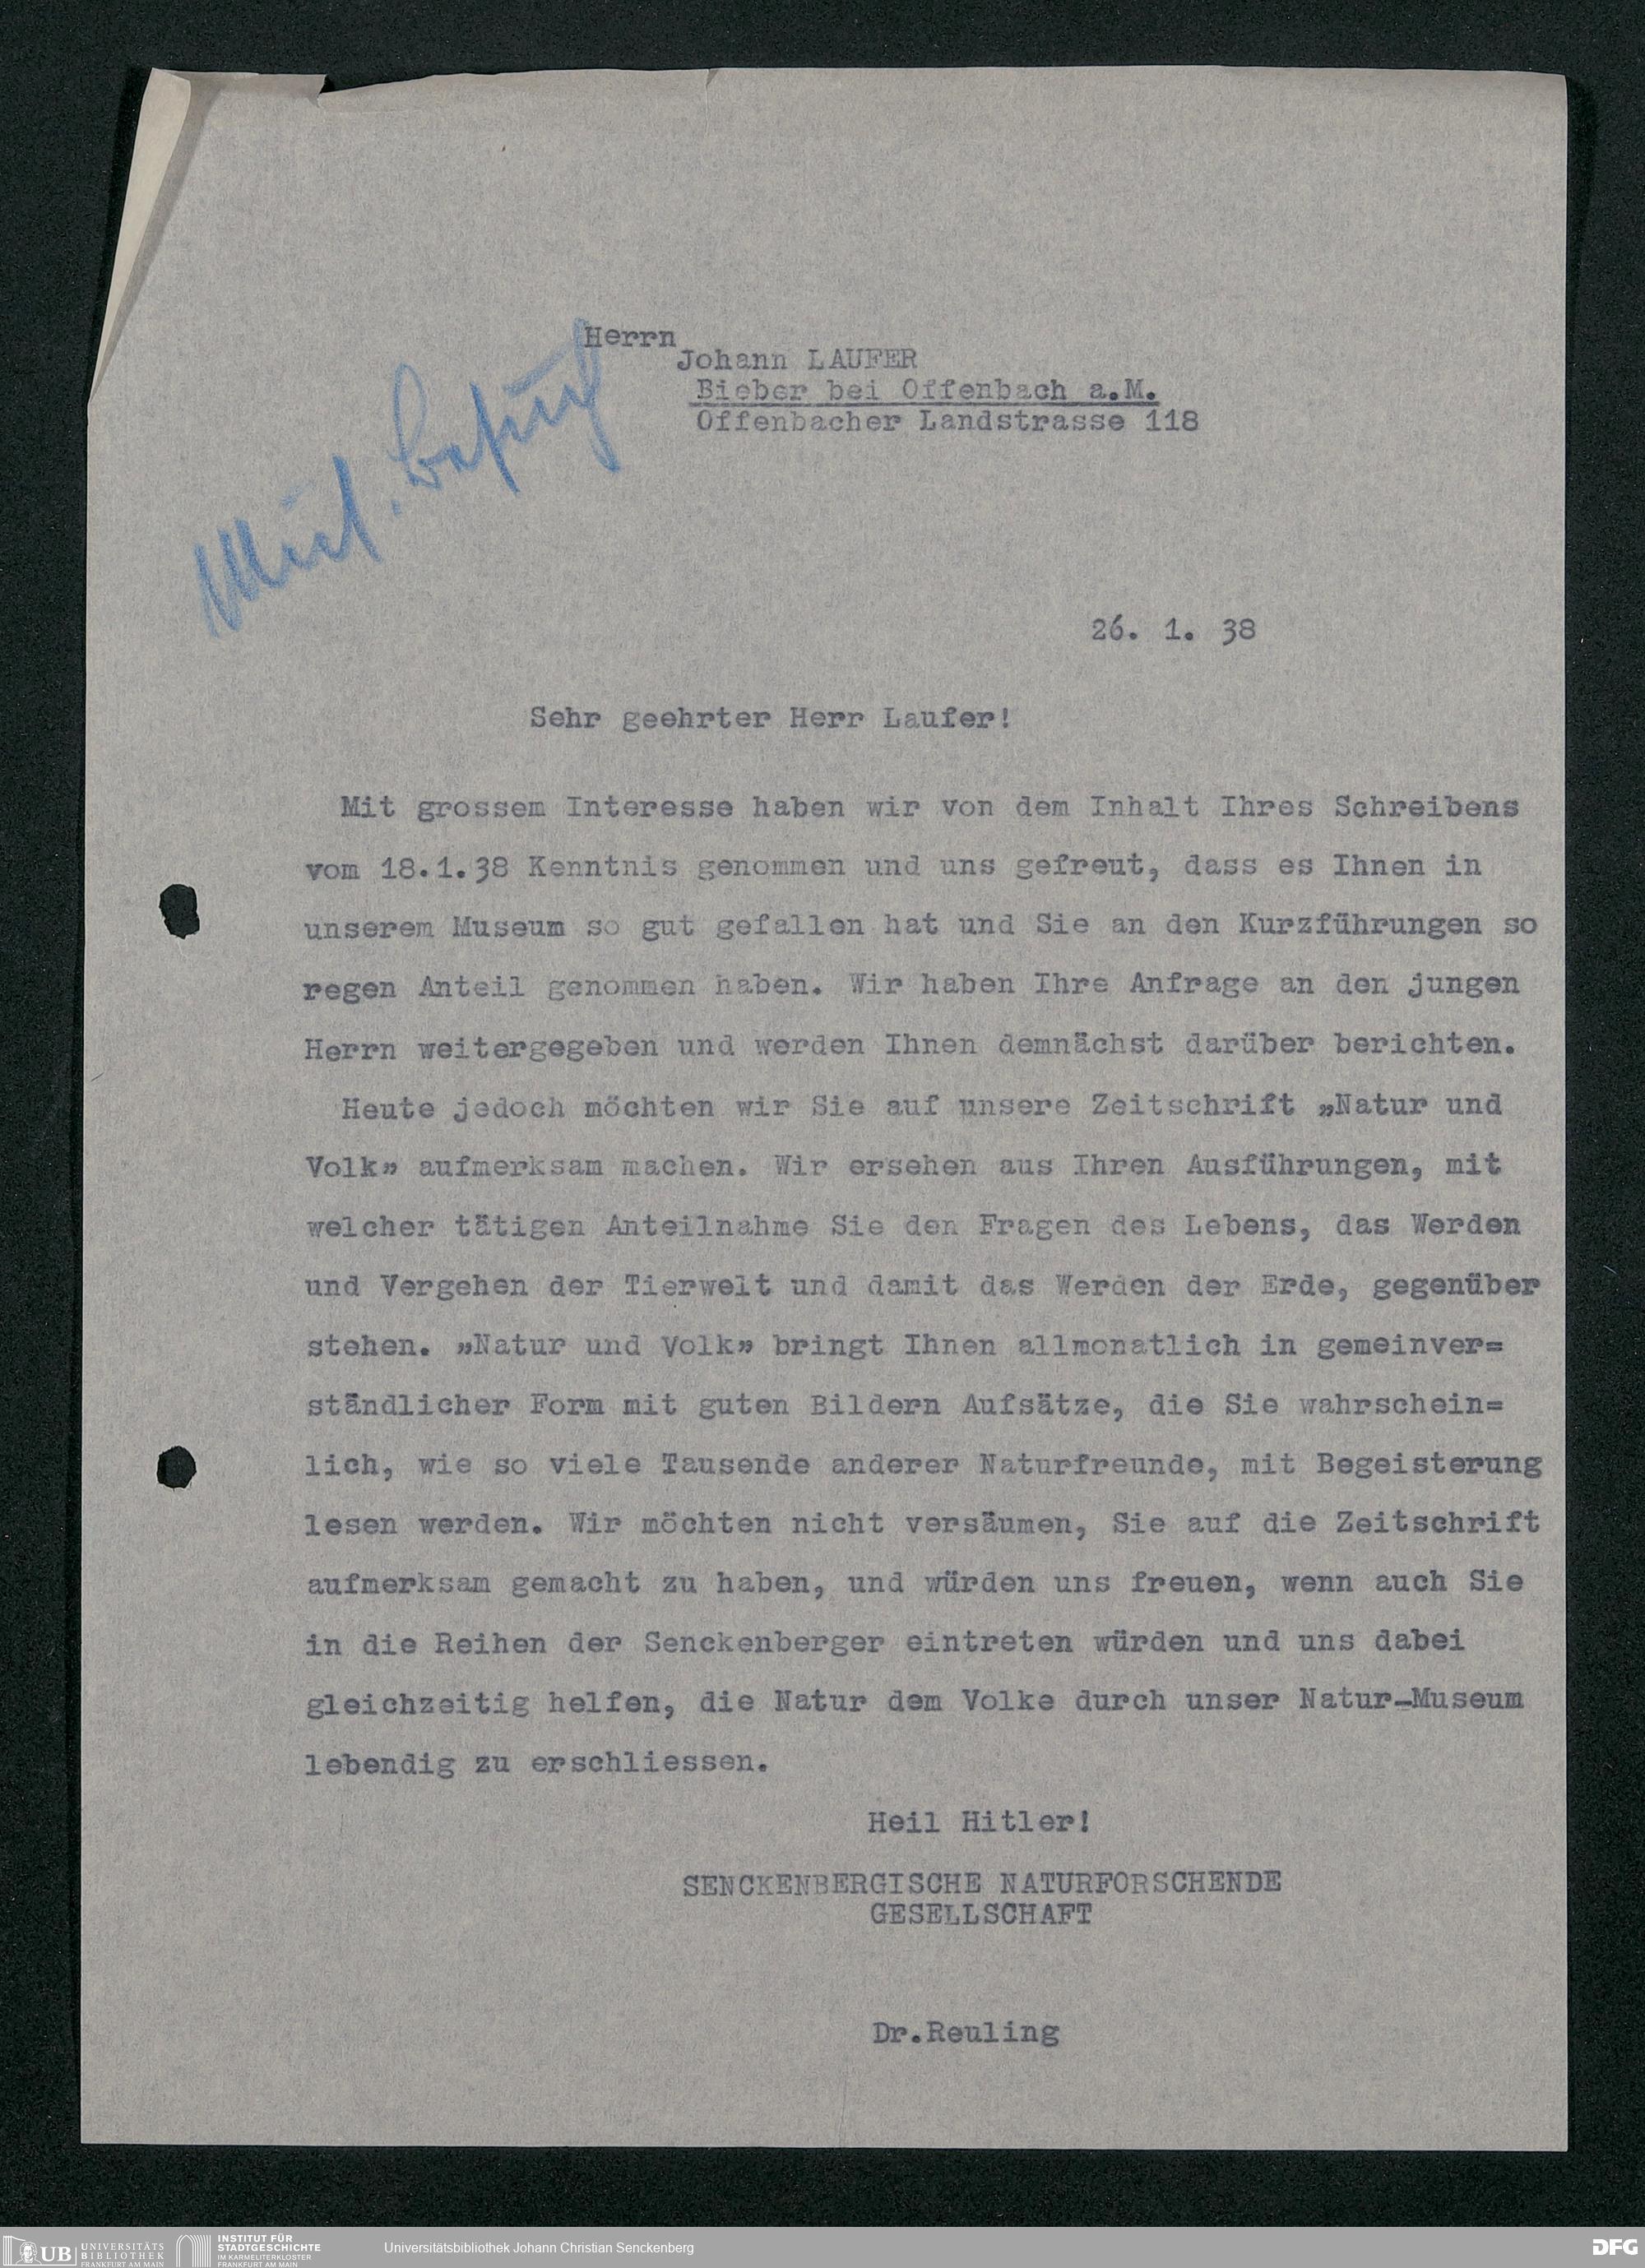 Herrn
Johann LAUFER
Bieber bei Offenbach a.M.
Offenbacher Landstrasse 118
26. 1. 38
Sehr geehrter Herr Laufer!
Mit grossem Interesse haben wir von dem Inhalt Ihres Schreibens
vom 18.1.38 Kenntnis genommen und uns gefreut, dass es Ihnen in
unserem Museum so gut gefallen hat und Sie an den Kurzführungen so
regen Anteil genommen haben. Wir haben Ihre Anfrage an den jungen
Herrn weitergegeben und werden Ihnen demnächst darüber berichten.
Heute jedoch möchten wir Sie auf unsere Zeitschrift „Natur und
Volk” aufmerksam machen. Wir ersehen aus Ihren Ausführungen, mit
welcher tätigen Anteilnahme Sie den Fragen des Lebens, das Werden
und Vergehen der Tierwelt und damit das Werden der Erde, gegenüber
stehen. „Natur und Volk” bringt Ihnen allmonatlich in gemeinver=
ständlicher Form mit guten Bildern Aufsätze, die Sie wahrschein=
lich, wie so viele Tausende anderer Naturfreunde, mit Begeisterung
lesen werden. Wir möchten nicht versäumen, Sie auf die Zeitschrift
aufmerksam gemacht zu haben, und würden uns freuen, wenn auch Sie
in die Reihen der Senckenberger eintreten würden und uns dabei
gleichzeitig helfen, die Natur dem Volke durch unser Natur-Museum
lebendig zu erschliessen.
Heil Hitler!
SENCKENBERGISCHE NATURFORSCHENDE
GESELLSCHAFT
Dr.Reuling
UB UNIVERSITÄTS
BIBLIOTHEK
FRANKFURT AM MAIN
INSTITUT FÜR
STADTGESCHICHTE
IM KARMELITERKLOSTER
FRANKFURT AM MAIN
Universitätsbibliothek Johann Christian Senckenberg
DFG